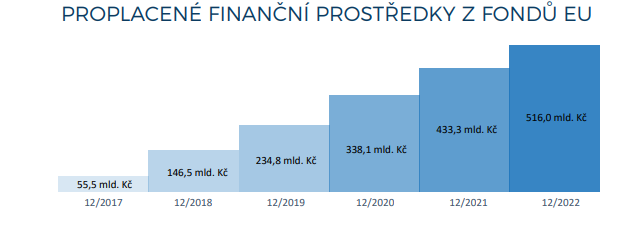 PROPLACENÉ FINANČNÍ PROSTŘEDKY Z FONDŮ EU
516,0 mld. Kč
433,3 mld. Kč
338,1 mld. Kč
234,8 mld. Kč
146,5 mld. Kč
55,5 mld. Kč
12/2017 12/2018 12/2019 12/2020 12/2021 12/2022